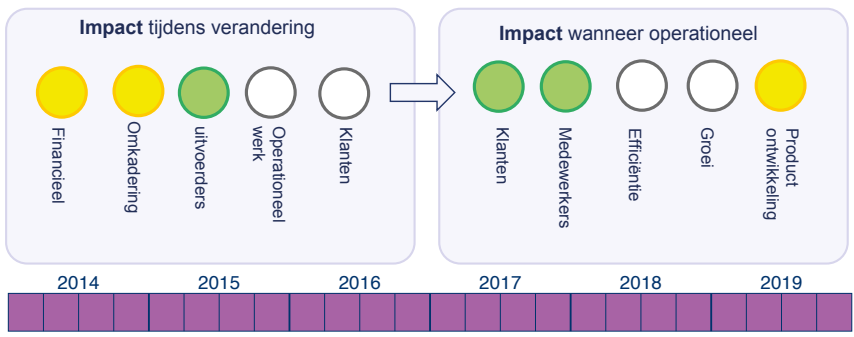 Impact tijdens verandering
Financieel
Omkadering
uitvoerders
Operationeel
werk
Klanten
Impact wanneer operationeel
Klanten
Medewerkers
Efficiëntie
Groei
Product
ontwikkeling
2014
2015
2016
2017
2018
2019